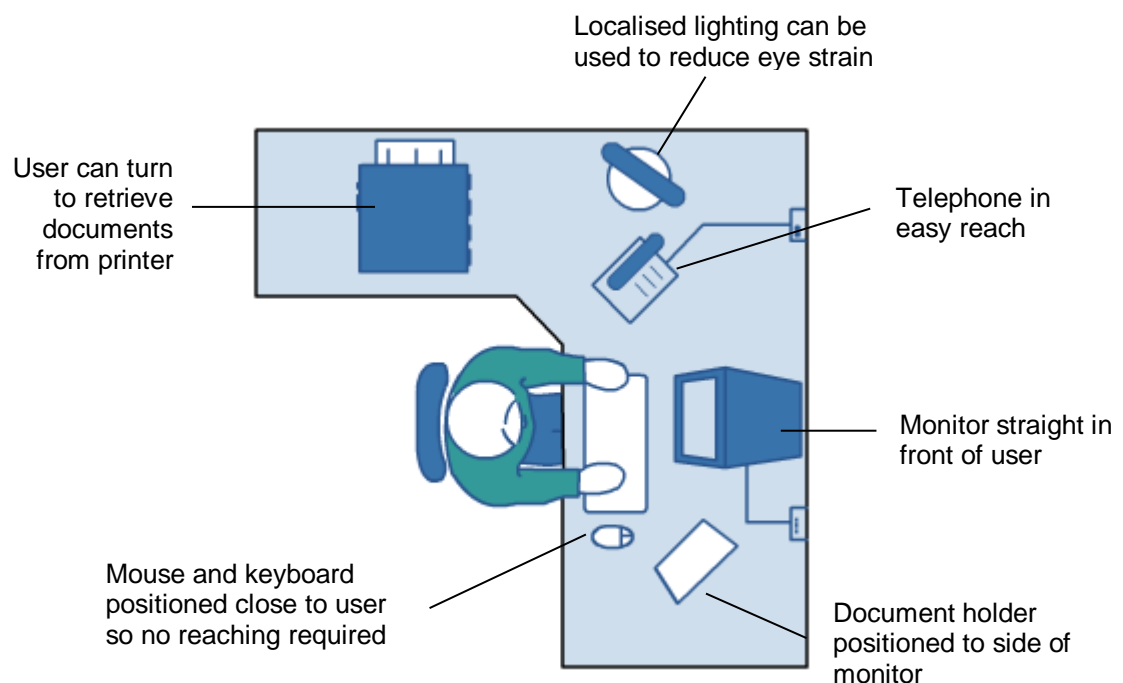 Localised lighting can be
used to reduce eye strain
User can turn
to retrieve
documents
from printer
Telephone in
easy reach
Monitor straight in
front of user
Mouse and keyboard
positioned close to user
so no reaching required
Document holder
positioned to side of
monitor